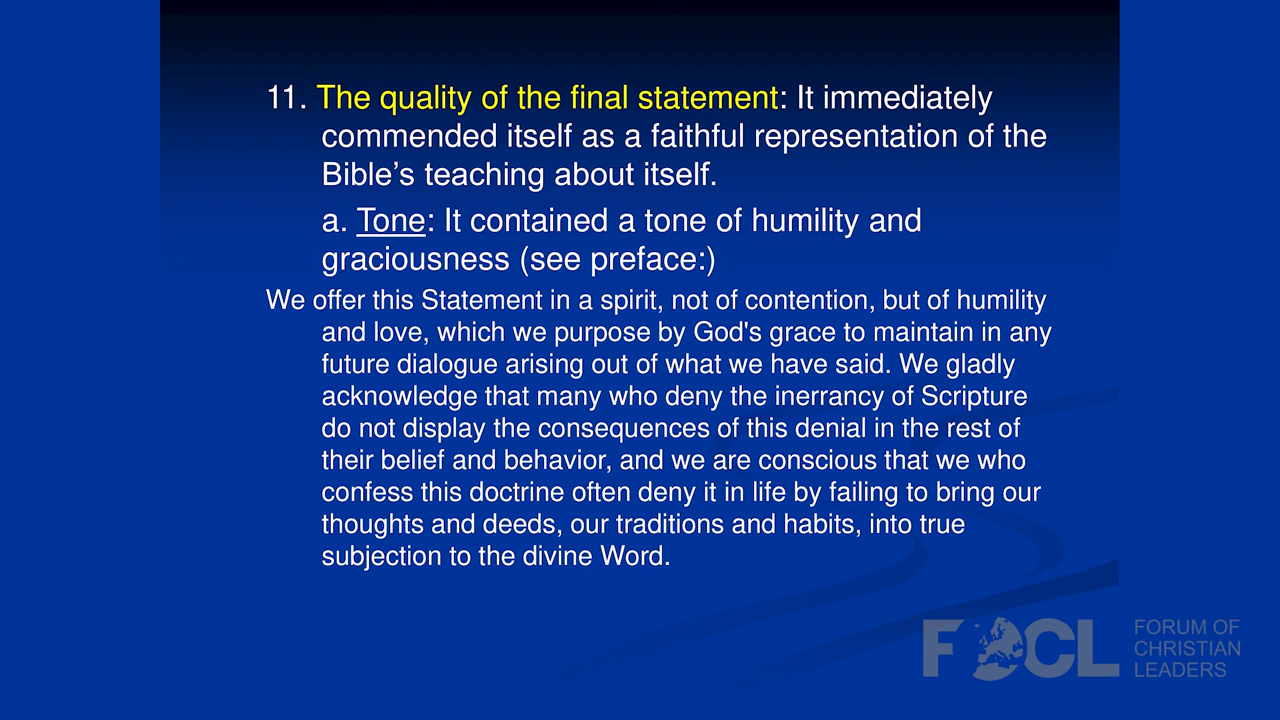 11. The quality of the final statement: It immediately
commended itself as a faithful representation of the
Bible’s teaching about itself.
a. Tone: It contained a tone of humility and
graciousness (see preface:)
We offer this Statement in a spirit, not of contention, but of humility
and love, which we purpose by God's grace to maintain in any
future dialogue arising out of what we have said. We gladly
acknowledge that many who deny the inerrancy of Scripture
do not display the consequences of this denial in the rest of
their belief and behavior, and we are conscious that we who
confess this doctrine often deny it in life by failing to bring our
thoughts and deeds, our traditions and habits, into true
subjection to the divine Word.
FOCL
FORUM OF
CHRISTIAN
LEADERS